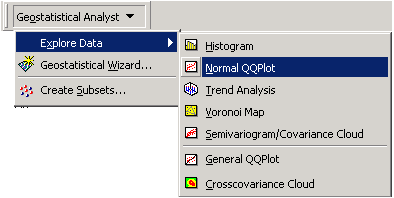 Geostatistical Analyst
Explore Data
Geostatistical Wizard...
Create Subsets...
Histogram
Normal QQPlot
Trend Analysis
Voronoi Map
Semivariogram/Covariance Cloud
General QQPlot
Crosscovariance Cloud